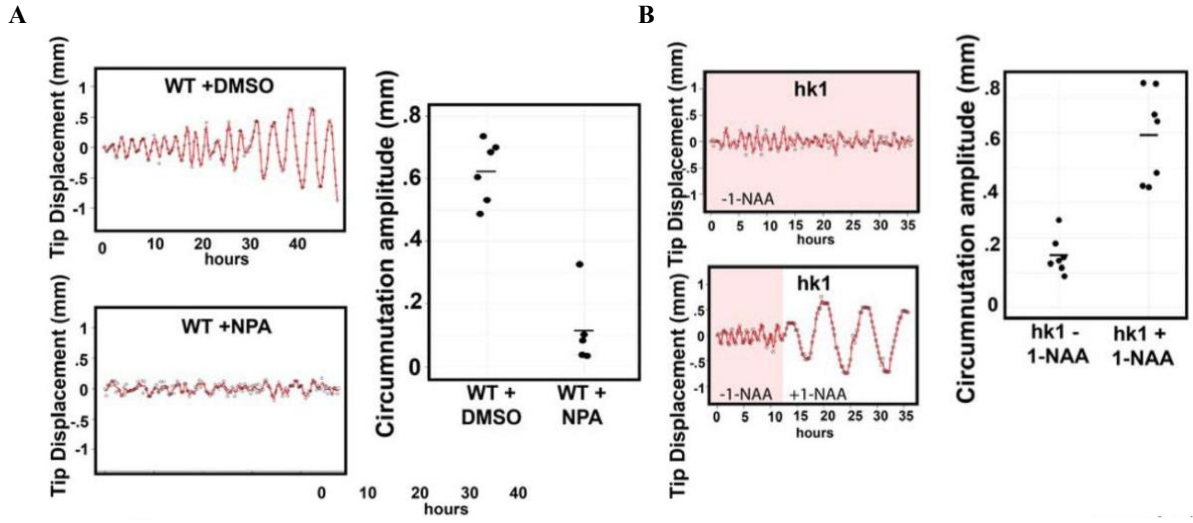 A
Tip Displacement (mm)
1
.5
0
-.5
-1
WT +DMSO
0 10 20 30 40
hours
Tip Displacement (mm)
1
.5
0
-.5
-1
WT +NPA
0 10 20 30 40
hours
Circumnutation amplitude (mm)
.8
.6
.4
.2
0
WT +
DMSO
WT +
NPA
B
Tip Displacement (mm)
1
.5
0
-.5
-1
hk1
-1-NAA
0 5 10 15 20 25 30 35
hours
Tip Displacement (mm)
1
.5
0
-.5
-1
hk1
-1-NAA +1-NAA
0 5 10 15 20 25 30 35
hours
Circumnutation amplitude (mm)
.8
.6
.4
.2
0
hk1 -
1-NAA
hk1 +
1-NAA